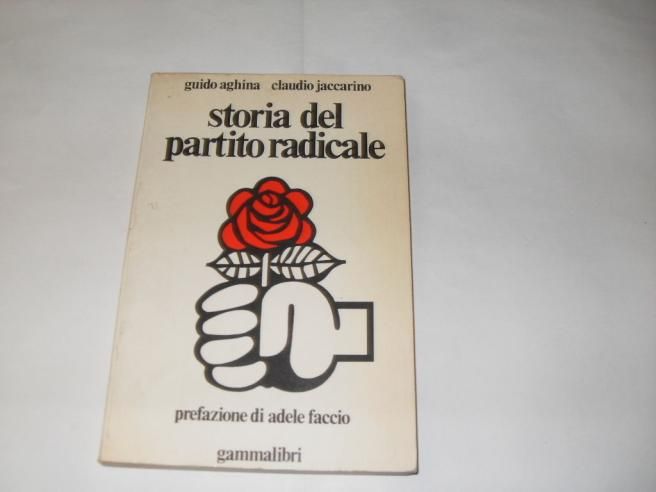 guido aghina claudio jaccarino
storia del
partito radicale
prefazione di adele faccio
gammalibri